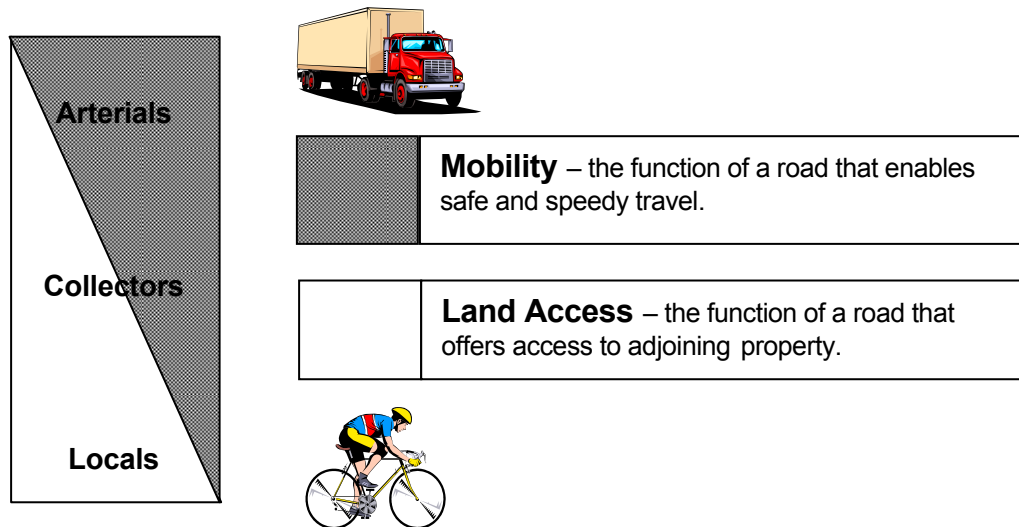 Arterials
Collectors
Locals
Mobility – the function of a road that enables
safe and speedy travel.
Land Access – the function of a road that
offers access to adjoining property.